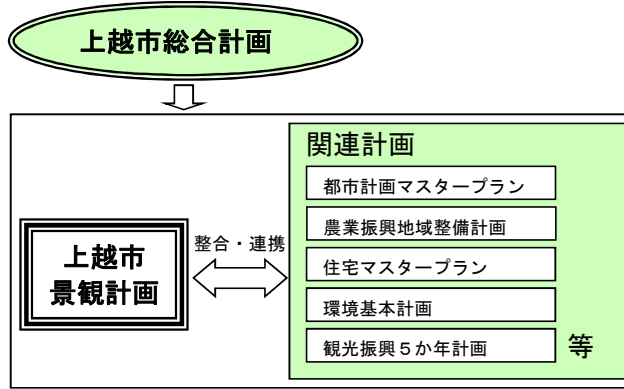 上越市総合計画
関連計画
都市計画マスタープラン
農業振興地域整備計画
住宅マスタープラン
環境基本計画
観光振興５か年計画
等
整合・連携
上越市
景観計画